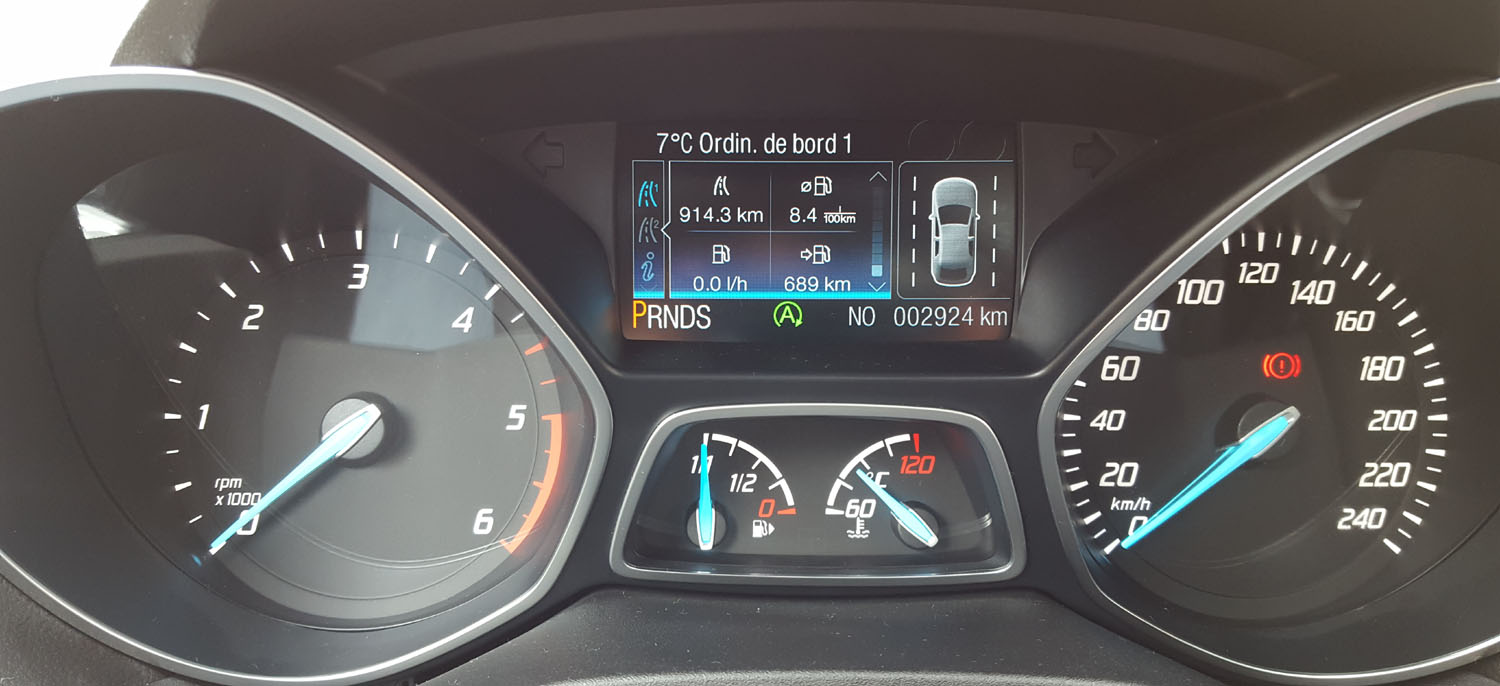 7°C Ordin. de bord 1
1
914.3 km
ø 8.4 l/100km
2
0.0 l/h
689 km
PRNDS
A
NO
002924 km
0
1
2
3
4
5
6
rpm
x1000
1/1
1/2
0
60
°C
120
0
20
40
60
80
100
120
140
160
180
200
220
240
km/h